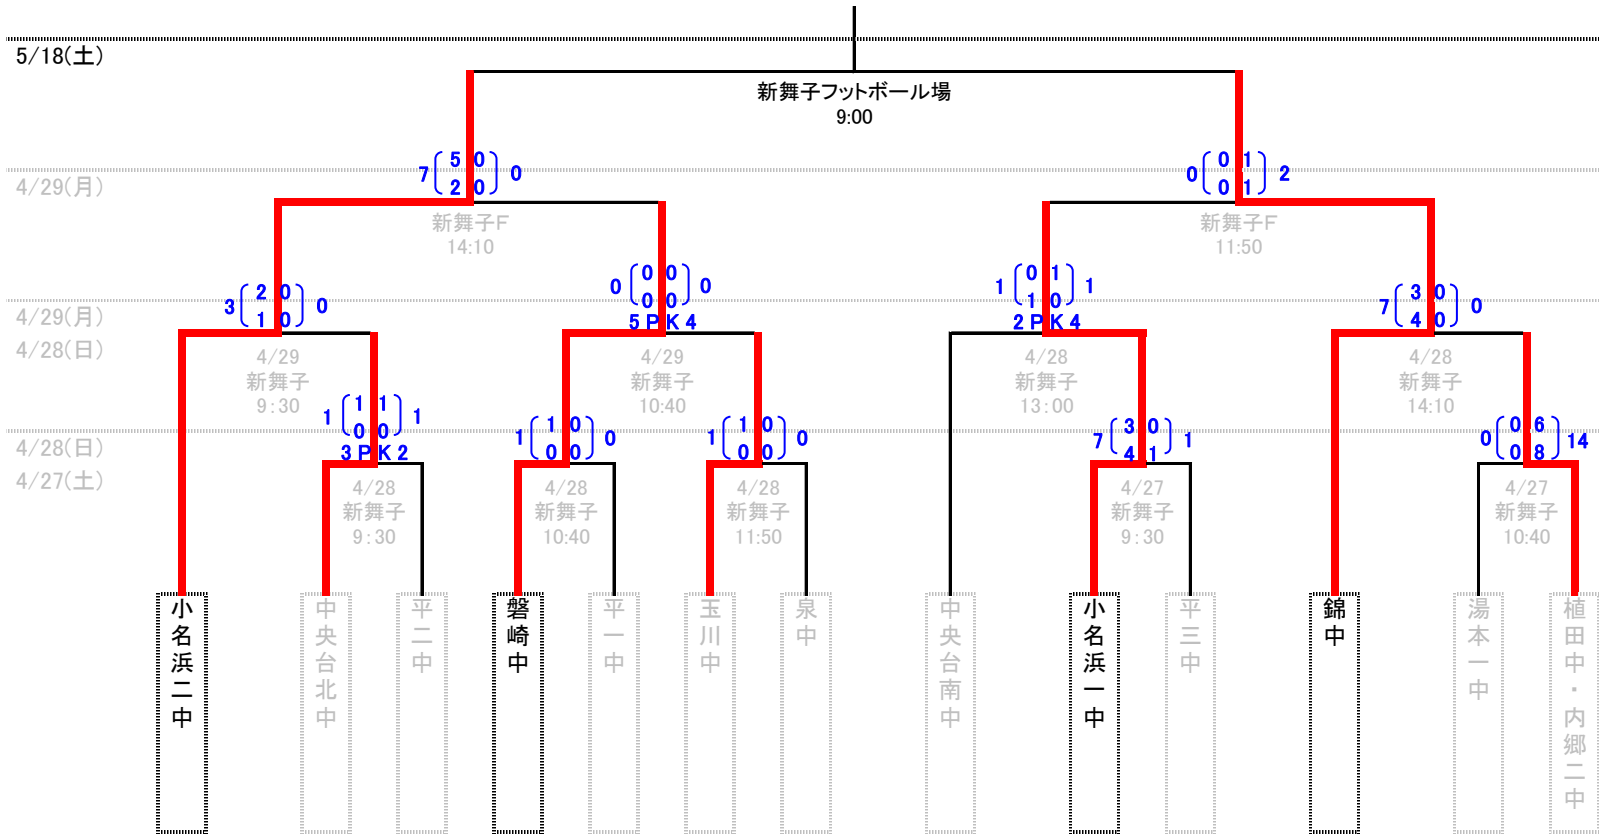 5/18(土)
新舞子フットボール場
9:00
7 5 0 0
2 0
0 0 1 2
0 1
4/29(月)
新舞子F
14:10
新舞子F
11:50
3 2 0 0
1 0
0 0 0 0
0 0
5 P K 4
1 0 1 1
1 0
2 P K 4
7 3 0 0
4 0
4/29(月)
4/28(日)
4/29
新舞子
9:30
4/29
新舞子
10:40
4/28
新舞子
13:00
4/28
新舞子
14:10
1 1 1 1
0 0
3 P K 2
1 1 0 0
0 0
1 1 0 0
0 0
7 3 0 1
4 1
0 0 6 14
0 8
4/28(日)
4/27(土)
4/28
新舞子
9:30
4/28
新舞子
10:40
4/28
新舞子
11:50
4/27
新舞子
9:30
4/27
新舞子
10:40
小名浜二中
中央台北中
平二中
磐崎中
平一中
玉川中
泉中
中央台南中
小名浜一中
平三中
錦中
湯本一中
植田中・内郷二中